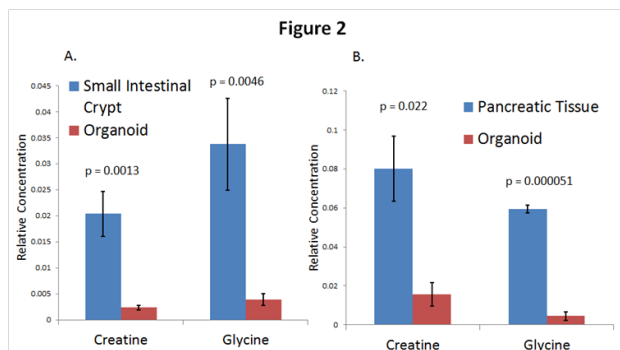 Figure 2
A.
Small Intestinal
Crypt
Organoid
p = 0.0013
p = 0.0046
Relative Concentration
0.045
0.04
0.035
0.03
0.025
0.02
0.015
0.01
0.005
0
Creatine
Glycine
B.
Pancreatic Tissue
Organoid
p = 0.022
p = 0.000051
Relative Concentration
0.12
0.1
0.08
0.06
0.04
0.02
0
Creatine
Glycine